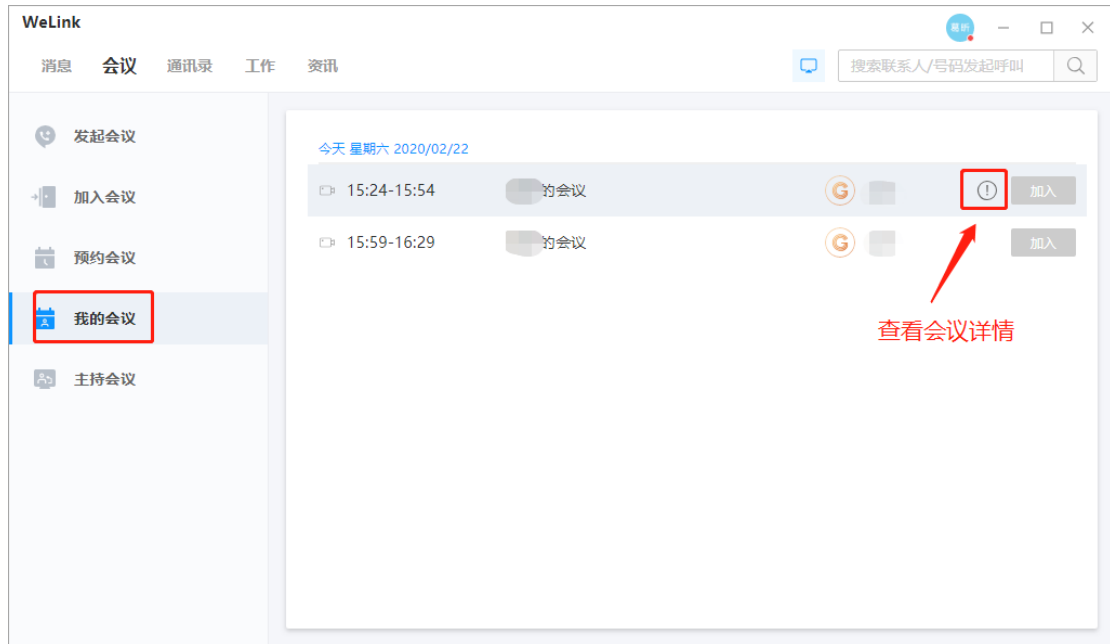 WeLink
易昕
消息 会议 通讯录 工作 资讯
搜索联系人/号码发起呼叫
发起会议
加入会议
预约会议
我的会议
主持会议
今天 星期六 2020/02/22
15:24-15:54 的会议 G 加入
15:59-16:29 的会议 G 加入
查看会议详情